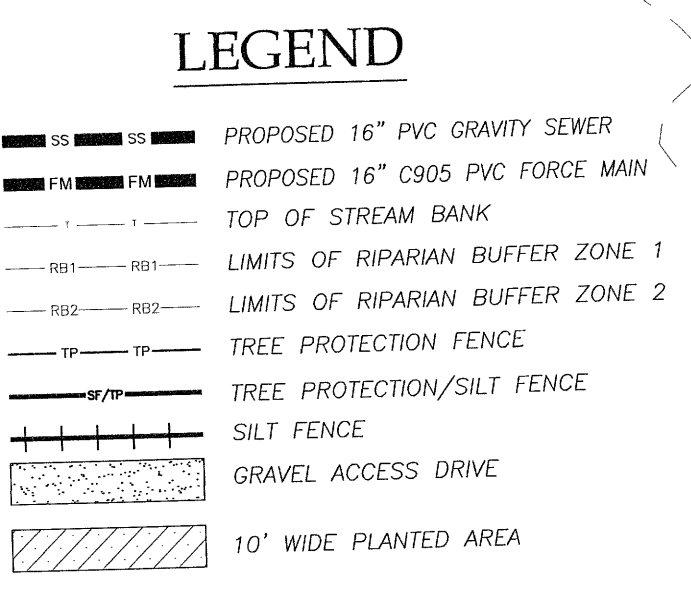 LEGEND
SS SS PROPOSED 16" PVC GRAVITY SEWER
FM FM PROPOSED 16" C905 PVC FORCE MAIN
T T TOP OF STREAM BANK
RB1 RB1 LIMITS OF RIPARIAN BUFFER ZONE 1
RB2 RB2 LIMITS OF RIPARIAN BUFFER ZONE 2
TP TP TREE PROTECTION FENCE
SF/TP TREE PROTECTION/SILT FENCE
SILT FENCE
GRAVEL ACCESS DRIVE
10' WIDE PLANTED AREA